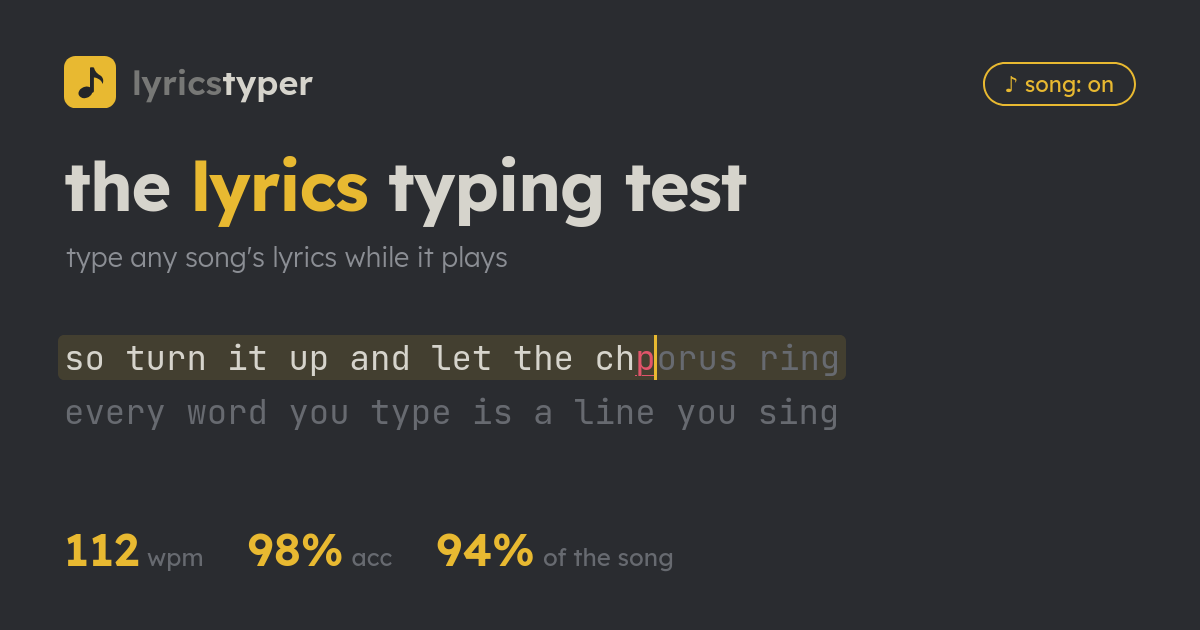 lyricstyper
♪ song: on
the lyrics typing test
type any song's lyrics while it plays
so turn it up and let the chporus ring
every word you type is a line you sing
112 wpm 98% acc 94% of the song